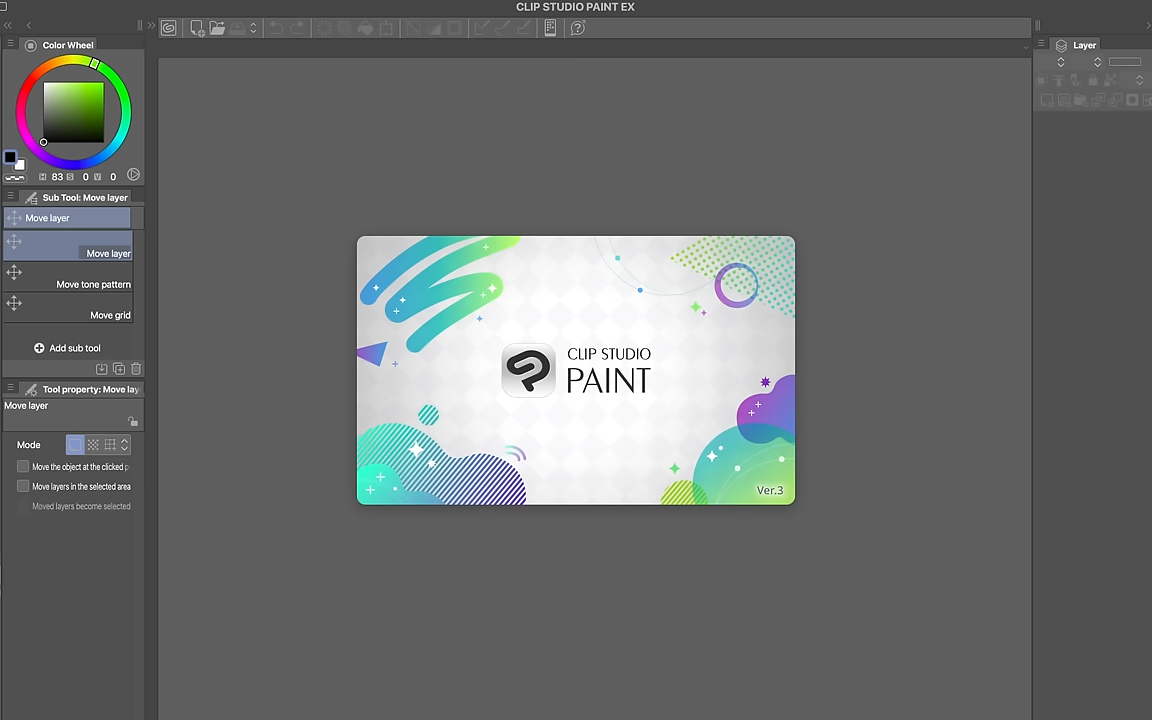 CLIP STUDIO PAINT EX
Color Wheel
H 83 S 0 V 0
Sub Tool: Move layer
Move layer
Move layer
Move tone pattern
Move grid
Add sub tool
Tool property: Move lay
Move layer
Mode
Move the object at the clicked p
Move layers in the selected area
Moved layers become selected
CLIP STUDIO
PAINT
Ver.3
Layer